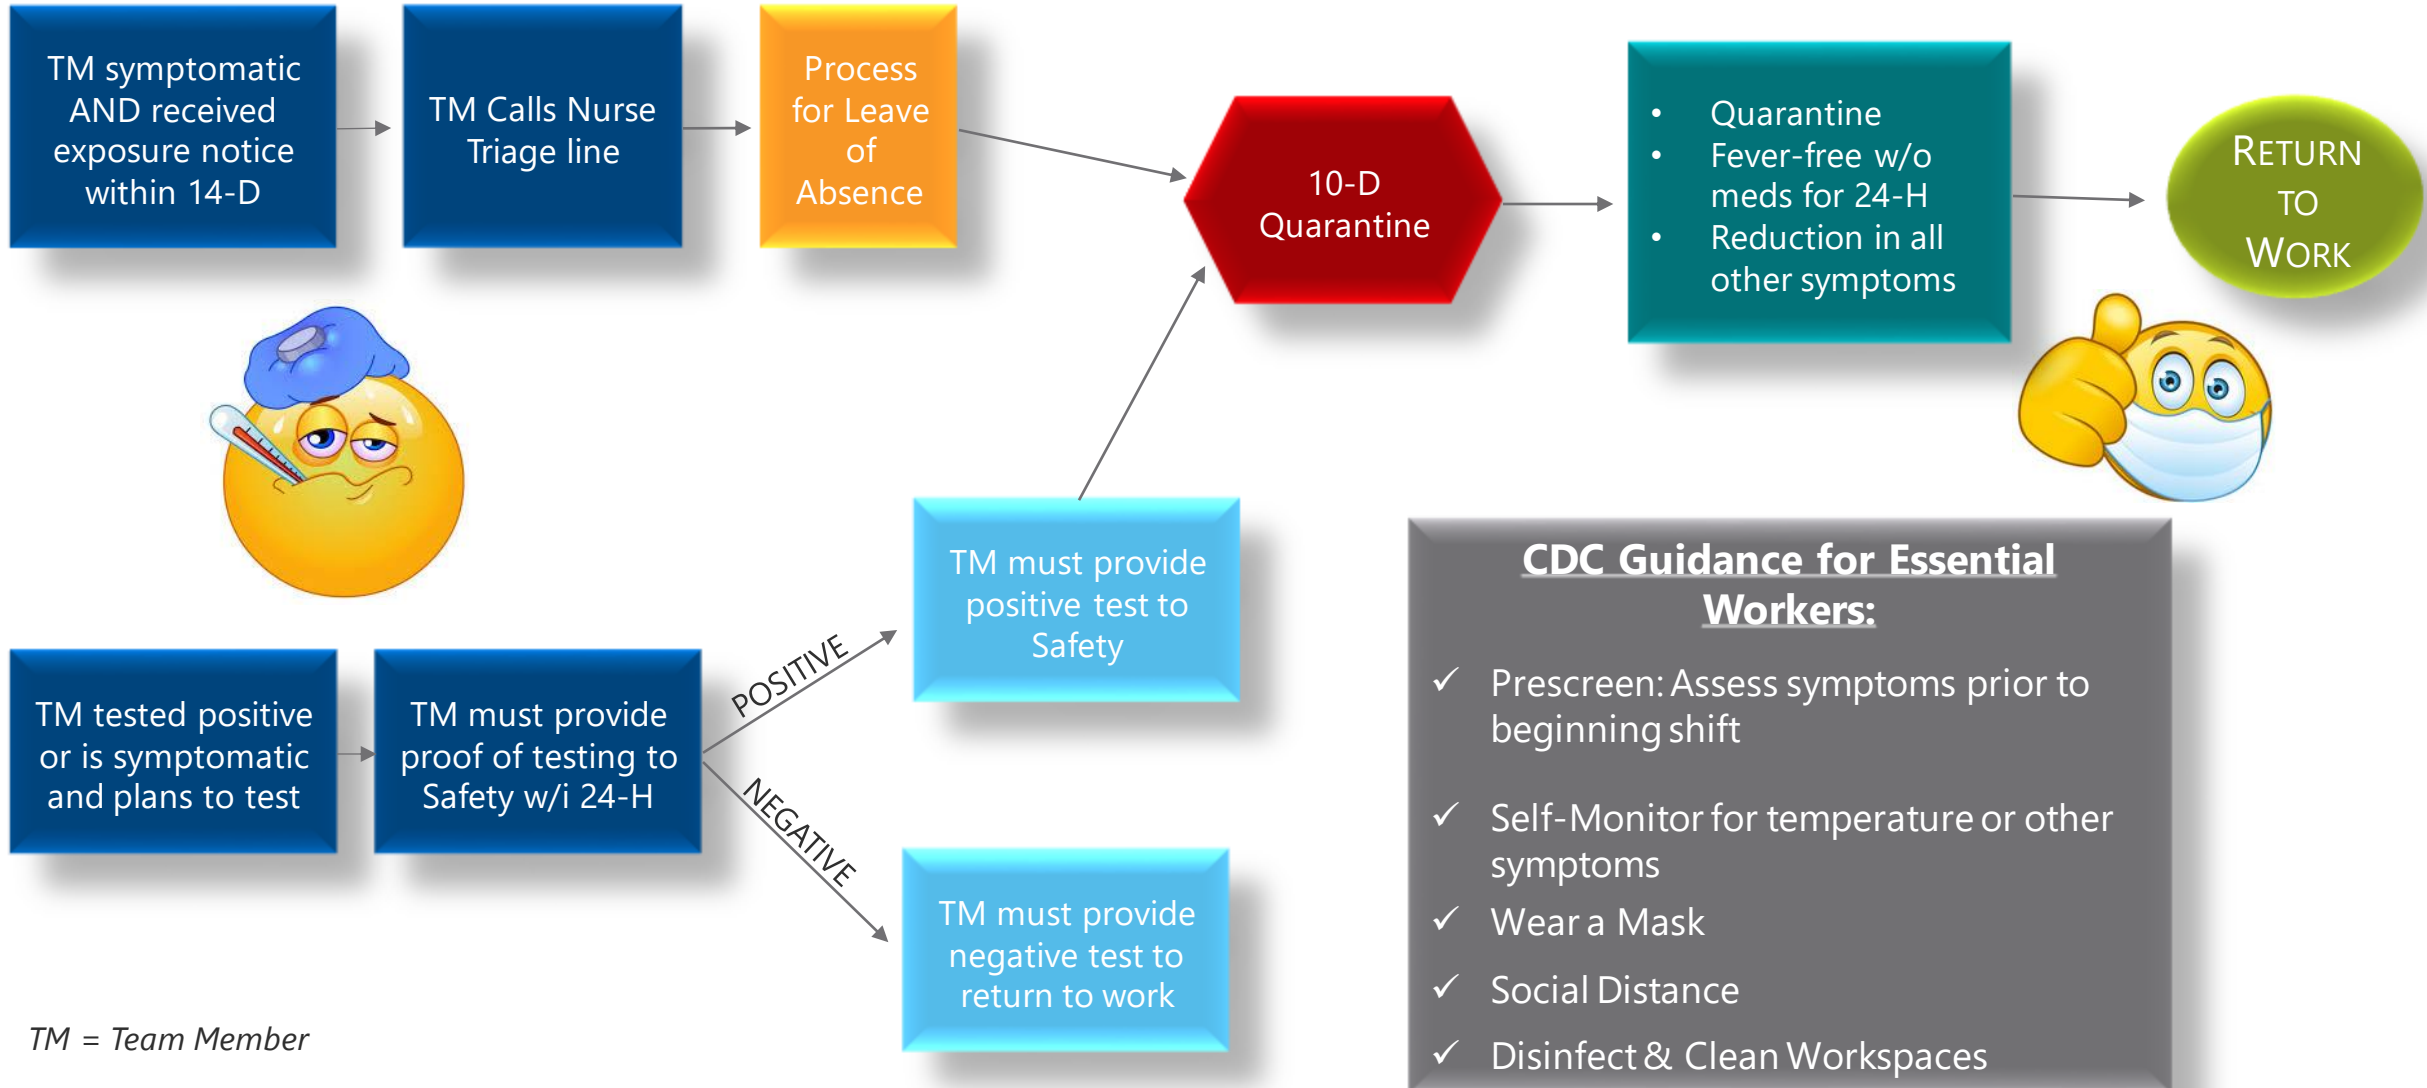 TM symptomatic
AND received
exposure notice
within 14-D
TM Calls Nurse
Triage line
Process
for Leave
of
Absence
10-D
Quarantine
• Quarantine
• Fever-free w/o
meds for 24-H
• Reduction in all
other symptoms
RETURN
TO
WORK
TM tested positive
or is symptomatic
and plans to test
TM must provide
proof of testing to
Safety w/i 24-H
POSITIVE
TM must provide
positive test to
Safety
NEGATIVE
TM must provide
negative test to
return to work
CDC Guidance for Essential
Workers:
✓ Prescreen: Assess symptoms prior to
beginning shift
✓ Self-Monitor for temperature or other
symptoms
✓ Wear a Mask
✓ Social Distance
✓ Disinfect & Clean Workspaces
TM = Team Member